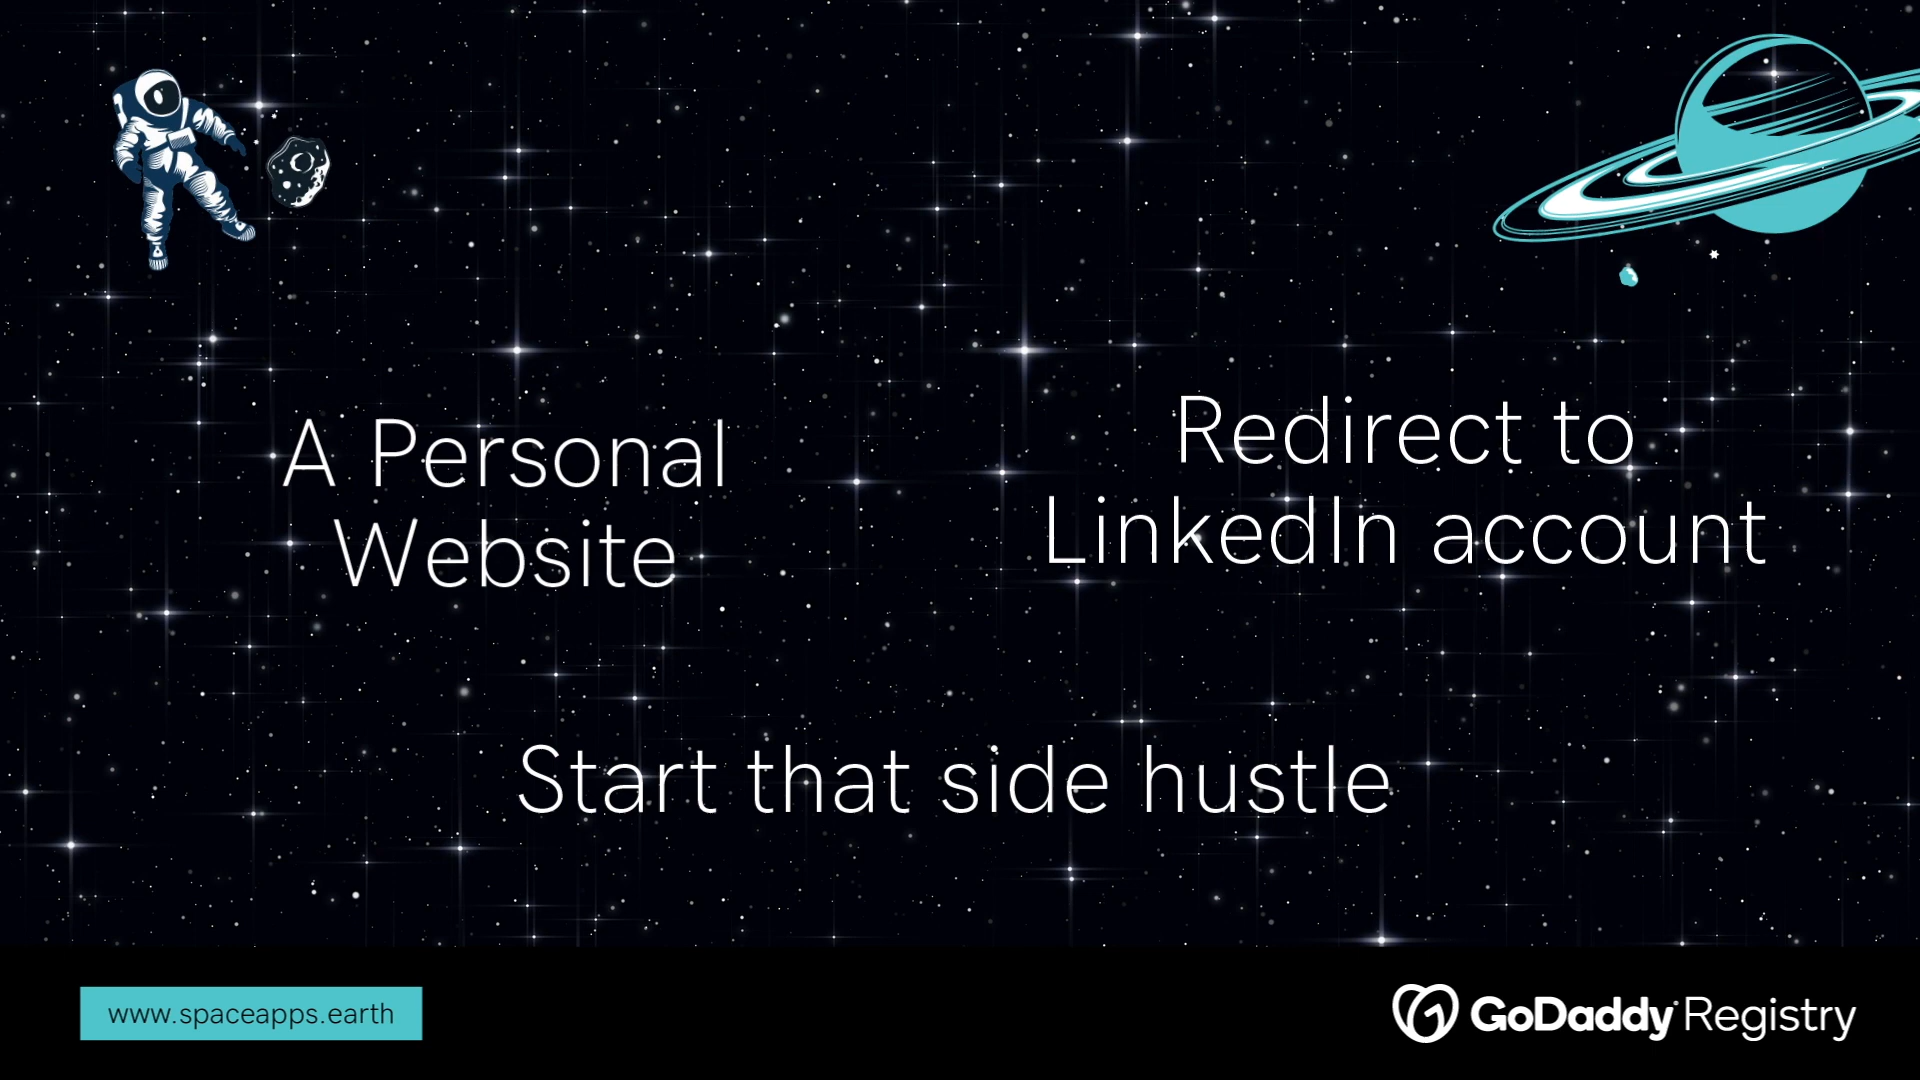 A Personal
Website
Redirect to
LinkedIn account
Start that side hustle
www.spaceapps.earth
GoDaddy Registry